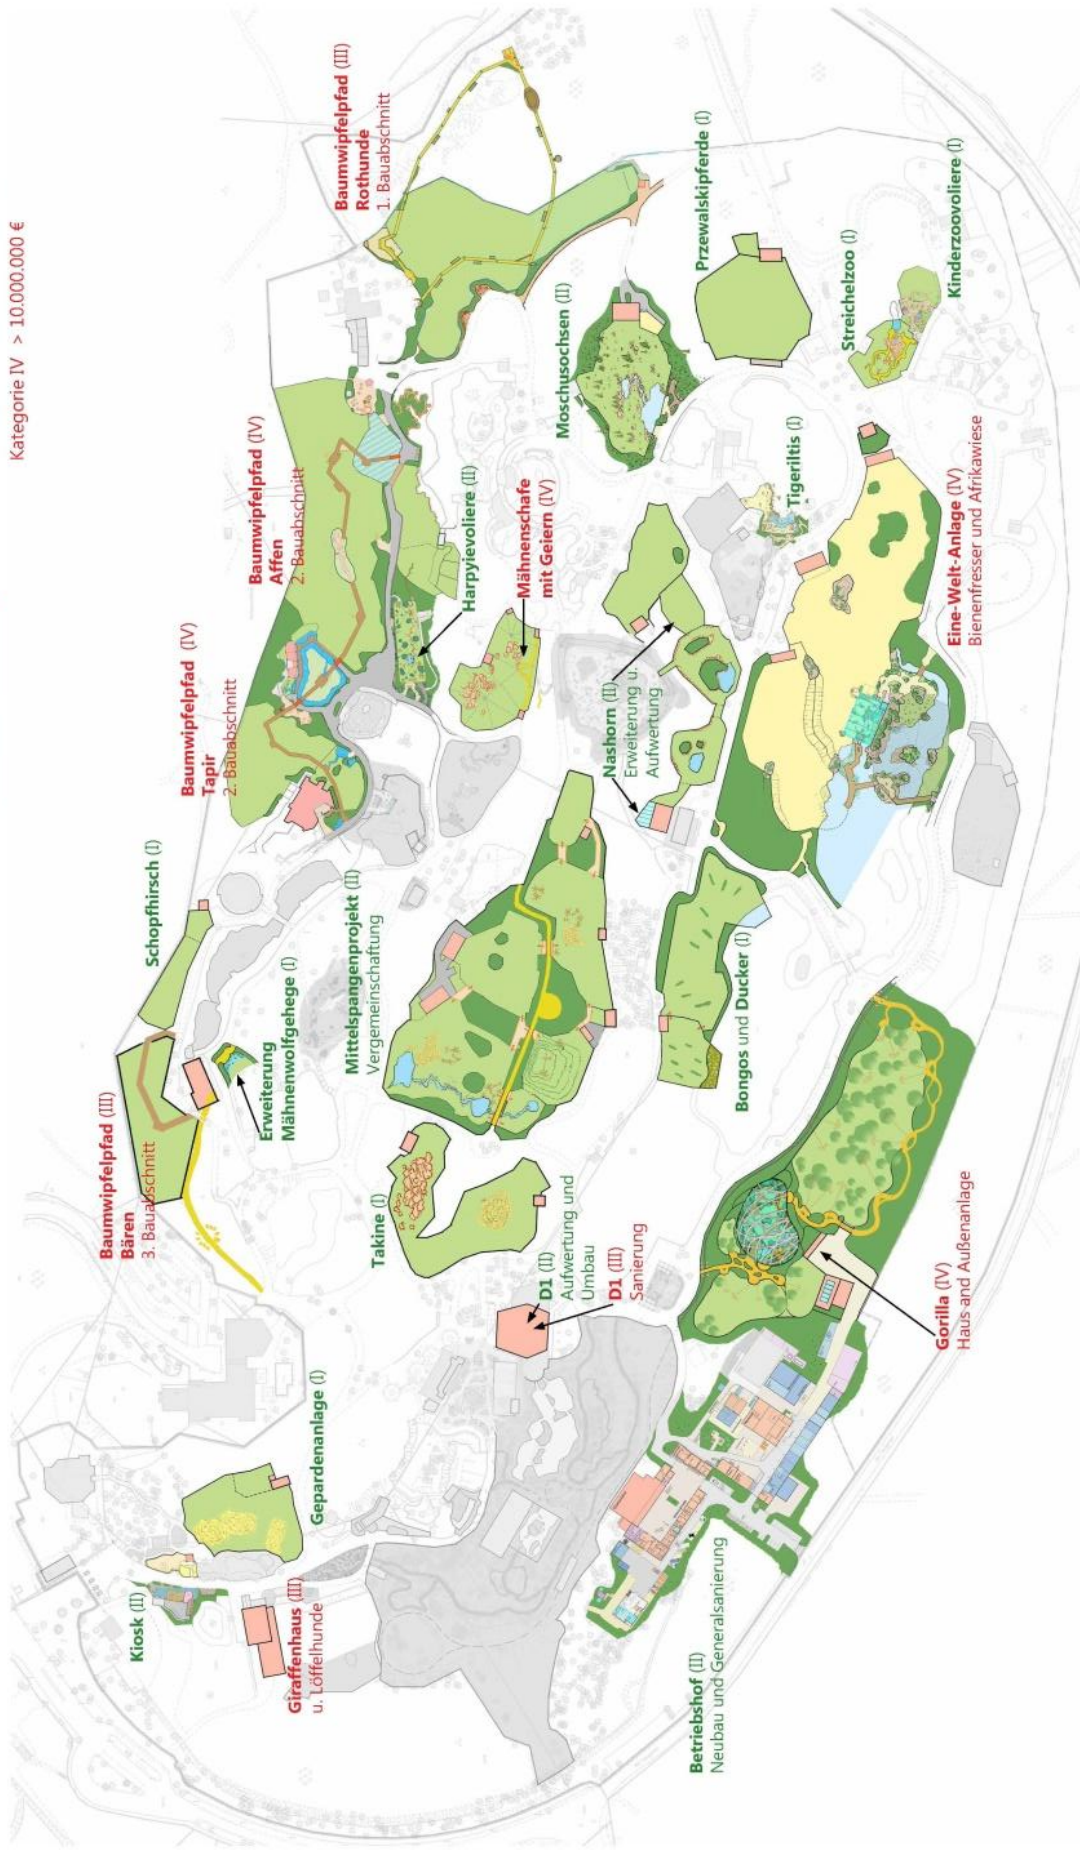 Kategorie IV > 10.000.000 €
Kiosk (II)
Giraffenhaus (III)
u. Löffelhunde
Gepardenanlage (I)
Baumwipfelpfad (III)
Bären
3. Bauabschnitt
Schopfhirsch (I)
Erweiterung
Mähnenwolfgehege (I)
Baumwipfelpfad (IV)
Tapir
2. Bauabschnitt
Baumwipfelpfad (IV)
Affen
2. Bauabschnitt
Baumwipfelpfad (III)
Rothunde
1. Bauabschnitt
Takine (I)
Mittelspangenprojekt (II)
Vergemeinschaftung
Harpyievoliere (II)
Mähnenschafe
mit Geiern (IV)
Moschusochsen (II)
Przewalskipferde (I)
D1 (II)
Aufwertung und
Umbau
D1 (III)
Sanierung
Nashorn (II)
Erweiterung u.
Aufwertung
Tigeriltis (I)
Streichelzoo (I)
Kinderzoovoliere (I)
Betriebshof (II)
Neubau und Generalsanierung
Bongos und Ducker (I)
Gorilla (IV)
Haus and Außenanlage
Eine-Welt-Anlage (IV)
Bienenfresser und Afrikawiese